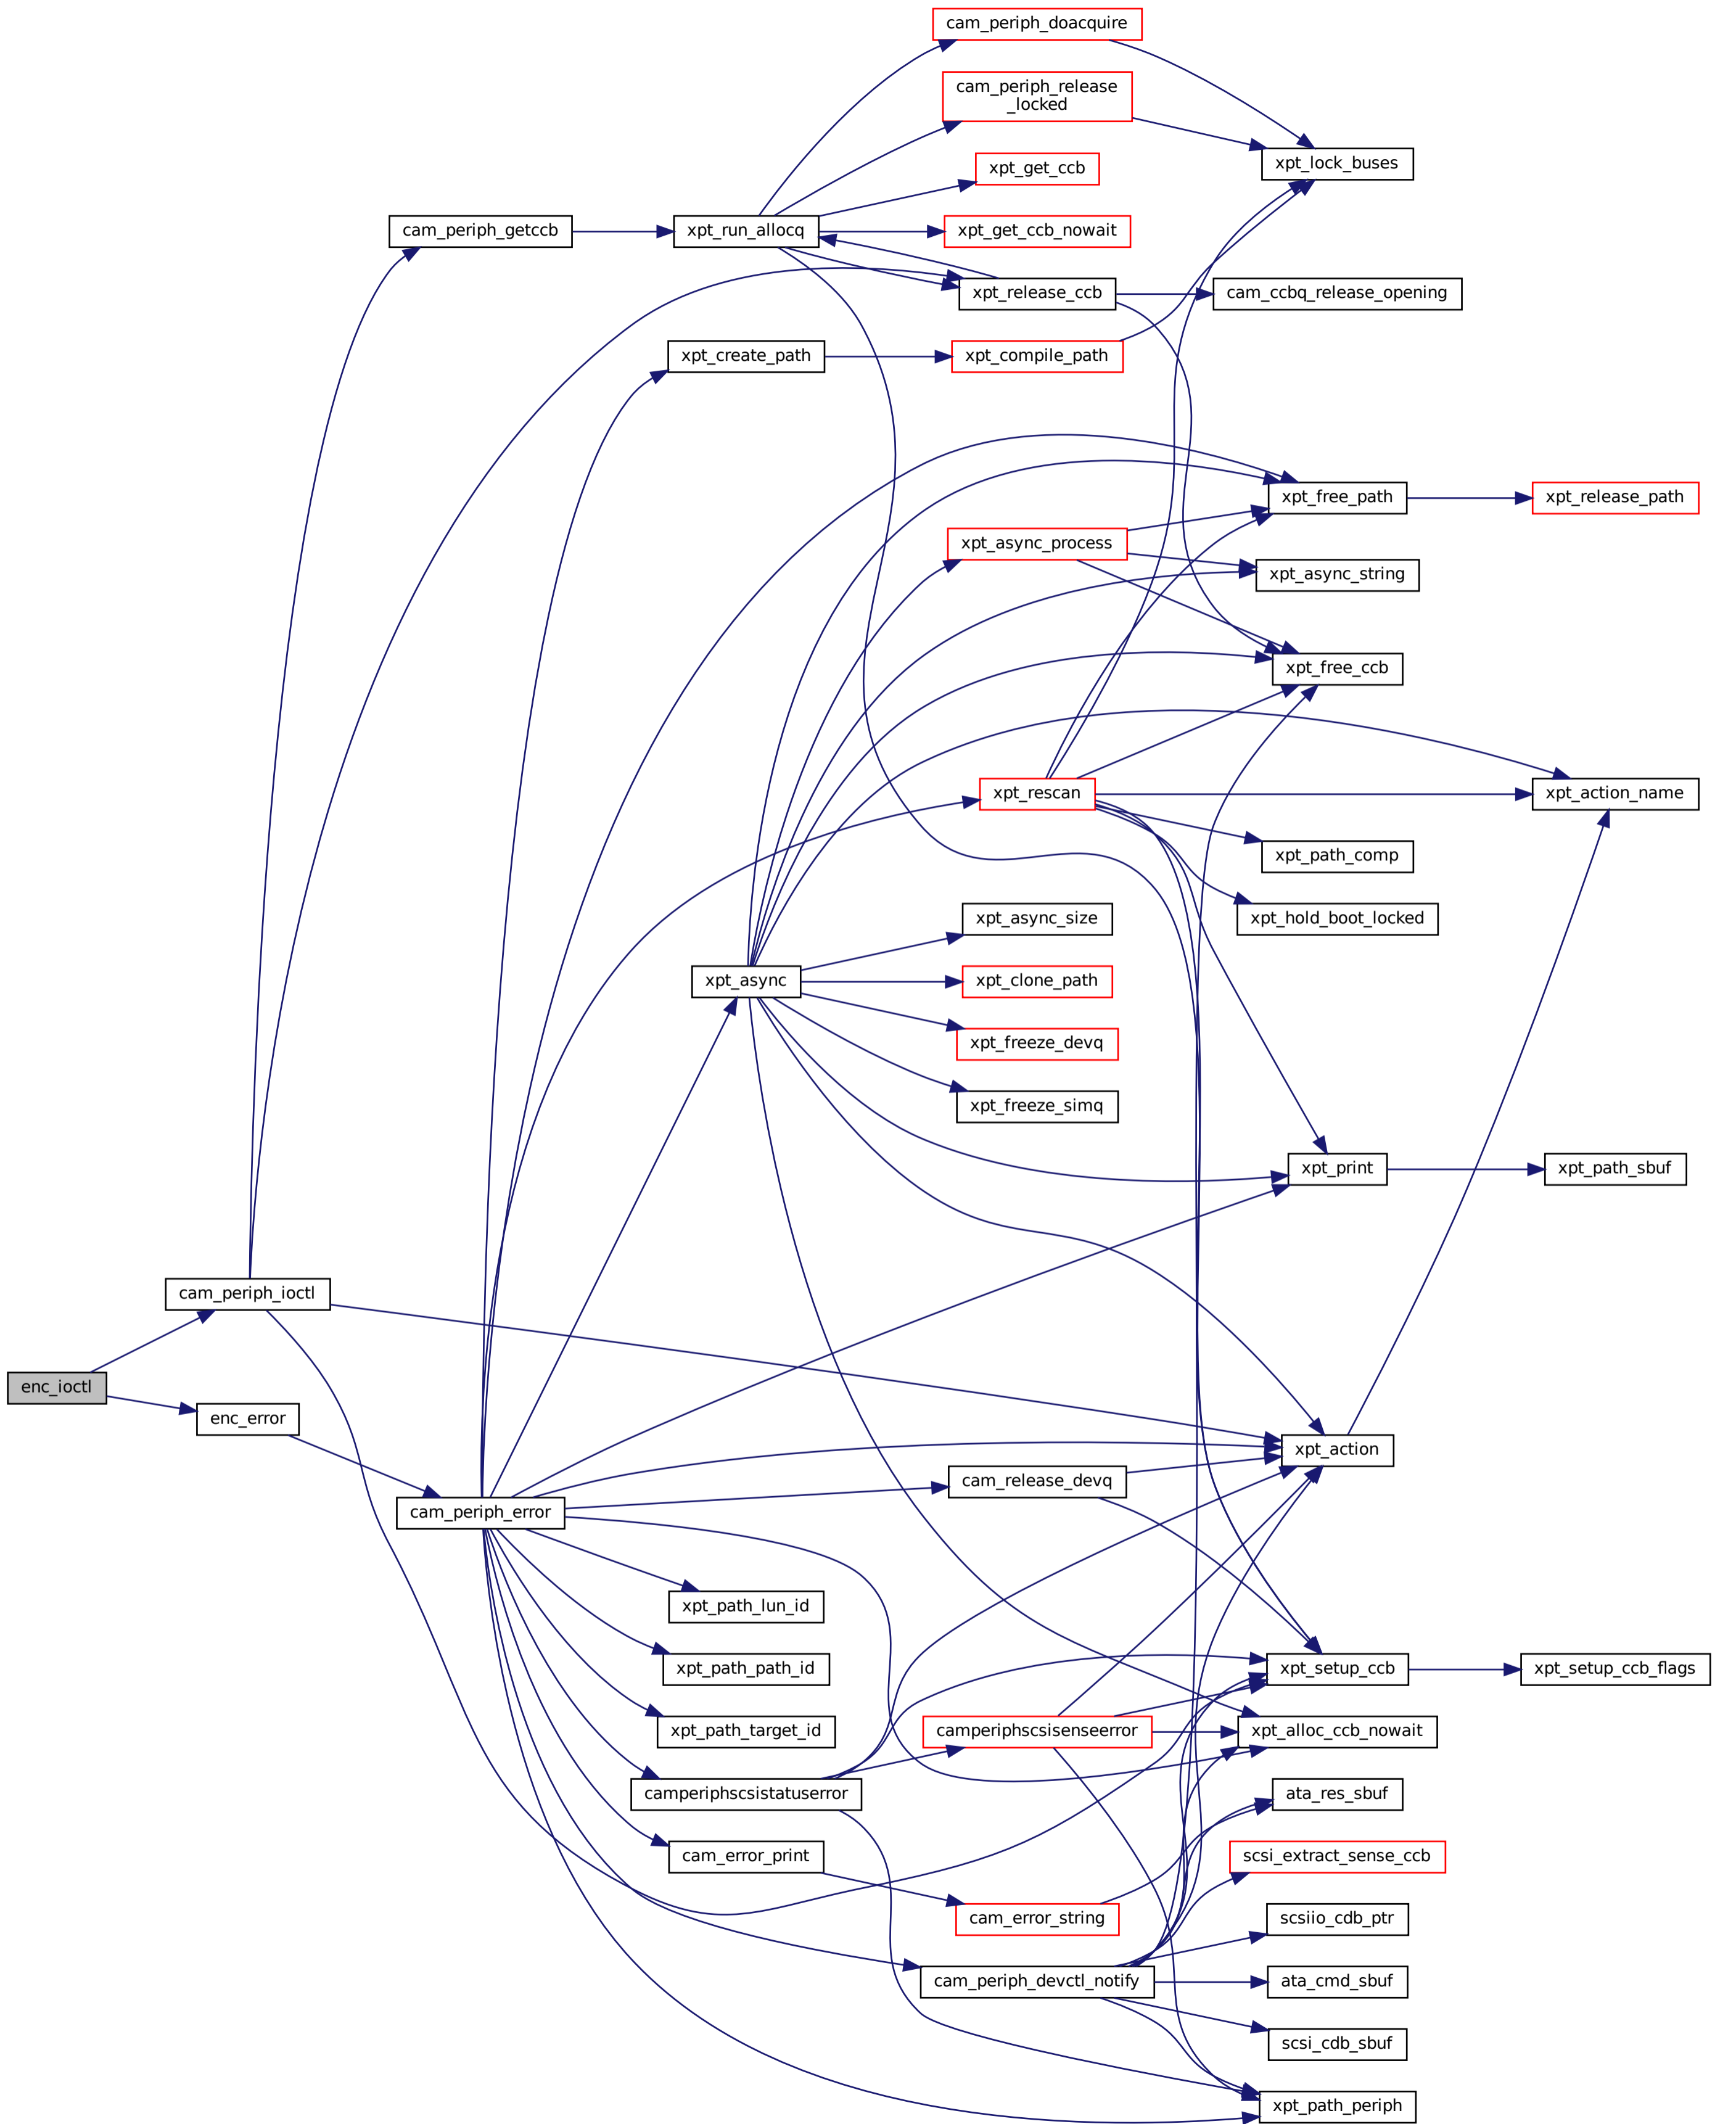 cam_periph_doacquire
cam_periph_release
_locked
xpt_lock_buses
xpt_get_ccb
cam_periph_getccb
xpt_run_allocq
xpt_get_ccb_nowait
xpt_release_ccb
cam_ccbq_release_opening
xpt_create_path
xpt_compile_path
xpt_free_path
xpt_release_path
xpt_async_process
xpt_async_string
xpt_free_ccb
xpt_rescan
xpt_action_name
xpt_path_comp
xpt_async_size
xpt_hold_boot_locked
xpt_async
xpt_clone_path
xpt_freeze_devq
xpt_freeze_simq
xpt_print
xpt_path_sbuf
cam_periph_ioctl
enc_ioctl
enc_error
xpt_action
cam_release_devq
cam_periph_error
xpt_path_lun_id
xpt_path_path_id
xpt_setup_ccb
xpt_setup_ccb_flags
xpt_path_target_id
camperiphscsisenseerror
xpt_alloc_ccb_nowait
camperiphscsistatuserror
ata_res_sbuf
cam_error_print
scsi_extract_sense_ccb
cam_error_string
scsiio_cdb_ptr
cam_periph_devctl_notify
ata_cmd_sbuf
scsi_cdb_sbuf
xpt_path_periph